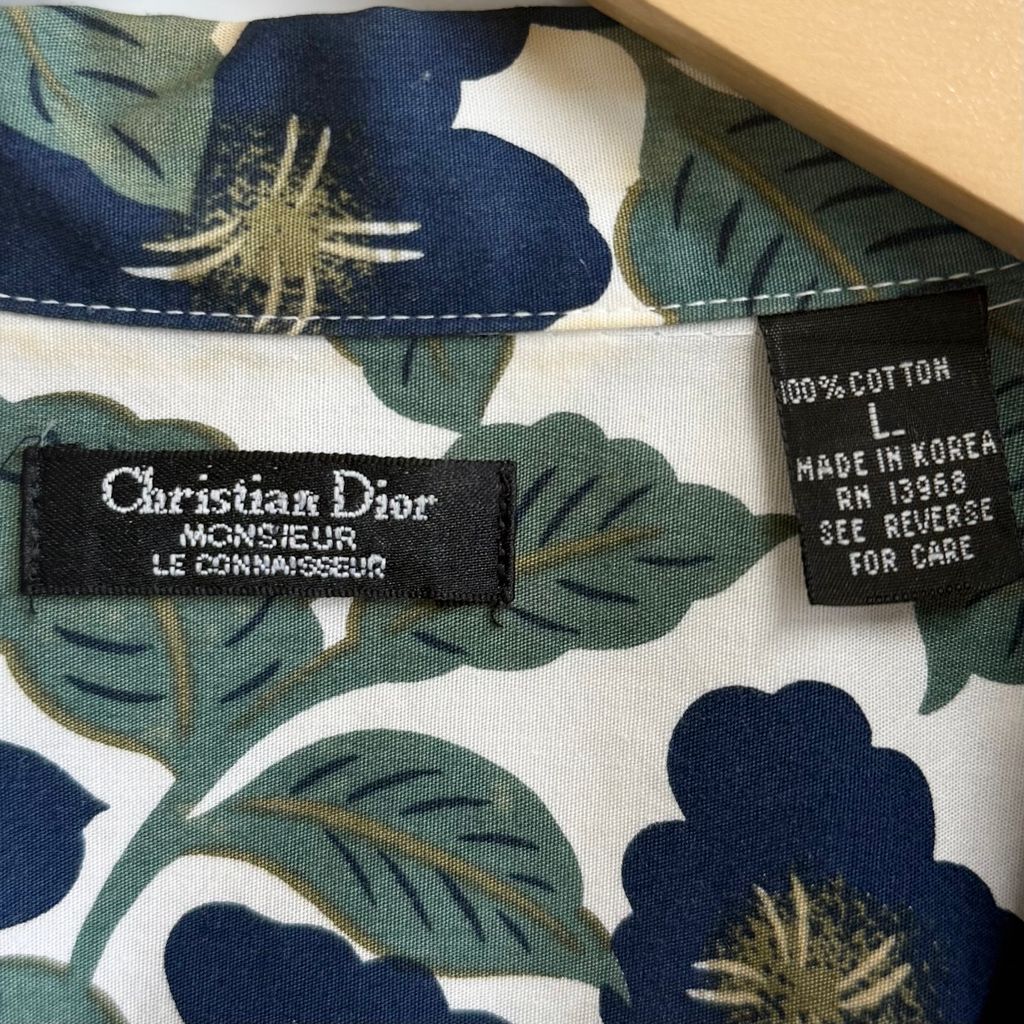 Christian Dior
MONSIEUR
LE CONNAISSEUR
100% COTTON
L
MADE IN KOREA
RN 13968
SEE REVERSE
FOR CARE